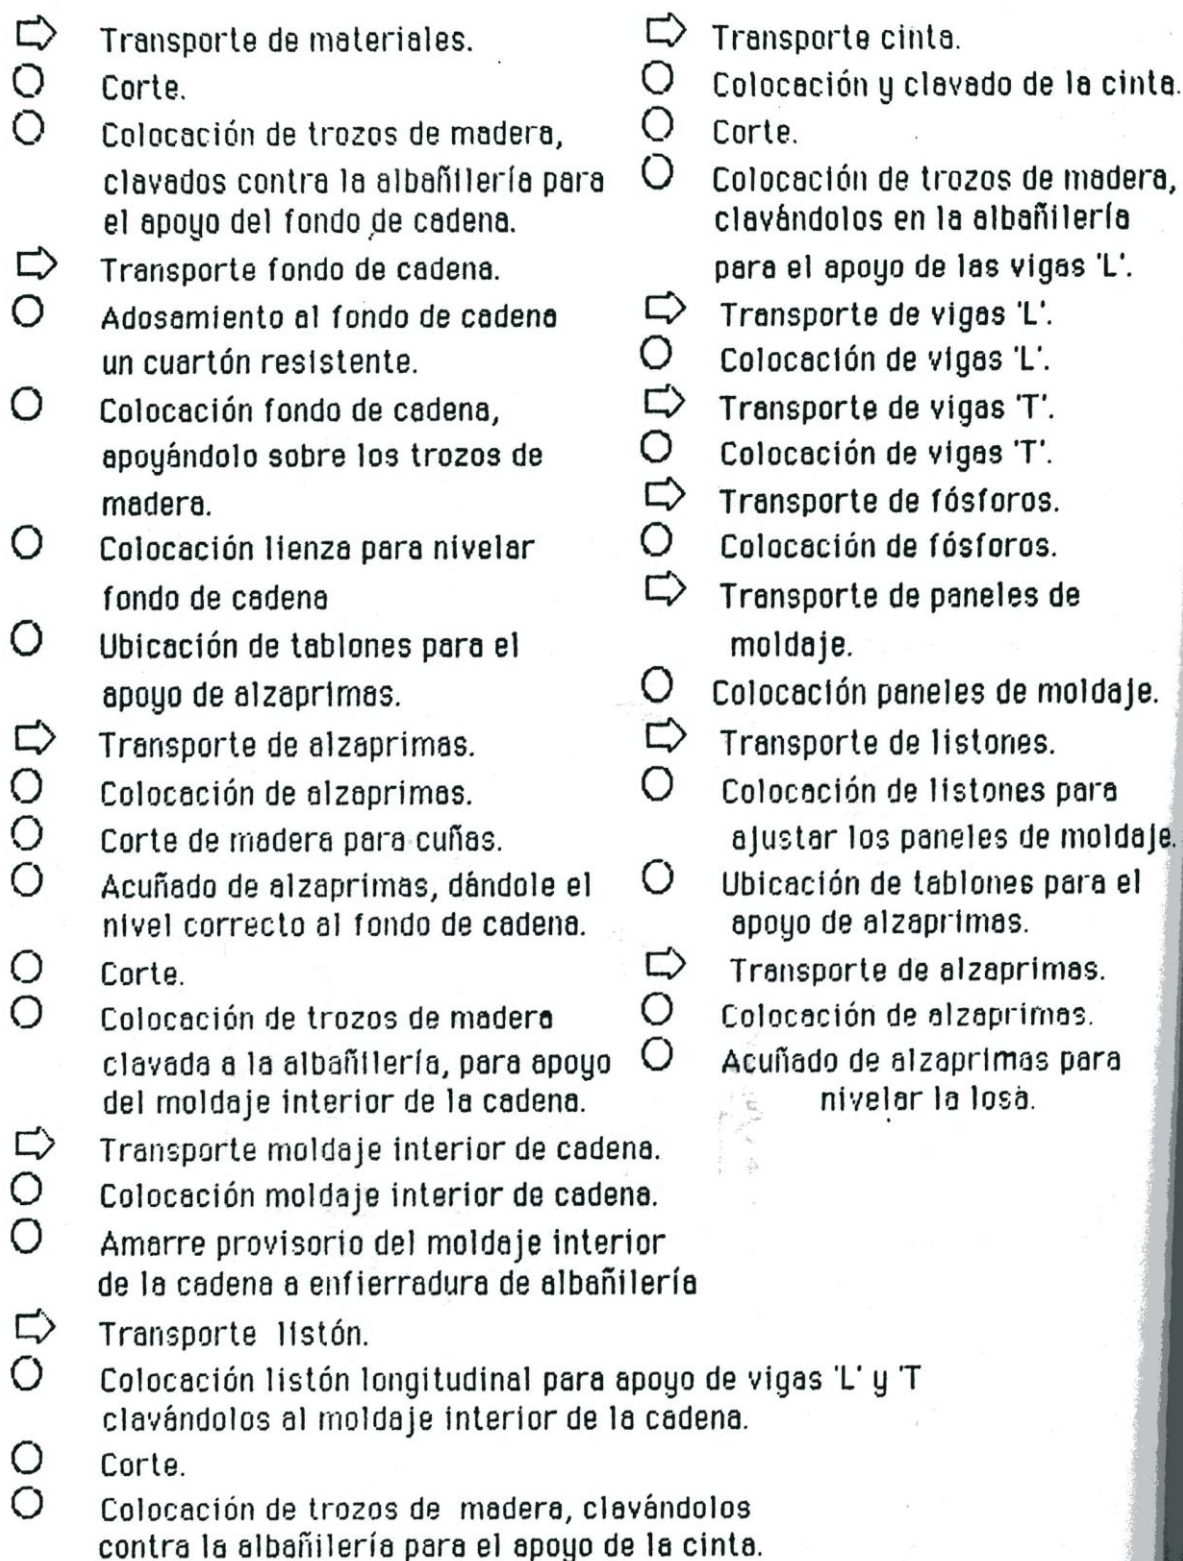 Transporte de materiales.
Corte.
Colocación de trozos de madera,
clavados contra la albañilería para
el apoyo del fondo de cadena.
Transporte fondo de cadena.
Adosamiento al fondo de cadena
un cuartón resistente.
Colocación fondo de cadena,
apoyándolo sobre los trozos de
madera.
Colocación lienza para nivelar
fondo de cadena
Ubicación de tablones para el
apoyo de alzaprimas.
Transporte de alzaprimas.
Colocación de alzaprimas.
Corte de madera para cuñas.
Acuñado de alzaprimas, dándole el
nivel correcto al fondo de cadena.
Corte.
Colocación de trozos de madera
clavada a la albañilería, para apoyo
del moldaje interior de la cadena.
Transporte moldaje interior de cadena.
Colocación moldaje interior de cadena.
Amarre provisorio del moldaje interior
de la cadena a enfierradura de albañilería
Transporte listón.
Colocación listón longitudinal para apoyo de vigas 'L' y 'T
clavándolos al moldaje interior de la cadena.
Corte.
Colocación de trozos de madera, clavándolos
contra la albañilería para el apoyo de la cinta.
Transporte cinta.
Colocación y clavado de la cinta.
Corte.
Colocación de trozos de madera,
clavándolos en la albañilería
para el apoyo de las vigas 'L'.
Transporte de vigas 'L'.
Colocación de vigas 'L'.
Transporte de vigas 'T'.
Colocación de vigas 'T'.
Transporte de fósforos.
Colocación de fósforos.
Transporte de paneles de
moldaje.
Colocación paneles de moldaje.
Transporte de listones.
Colocación de listones para
ajustar los paneles de moldaje.
Ubicación de tablones para el
apoyo de alzaprimas.
Transporte de alzaprimas.
Colocación de alzaprimas.
Acuñado de alzaprimas para
nivelar la losa.